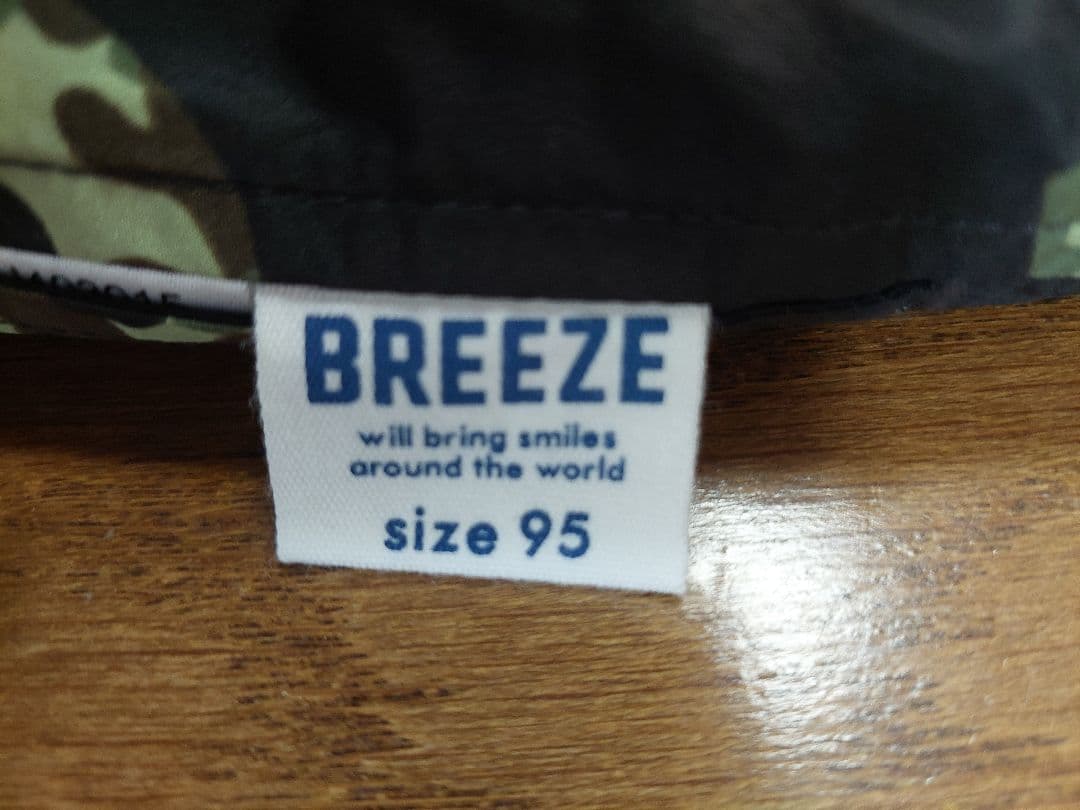 BREEZE
will bring smiles
around the world
size 95